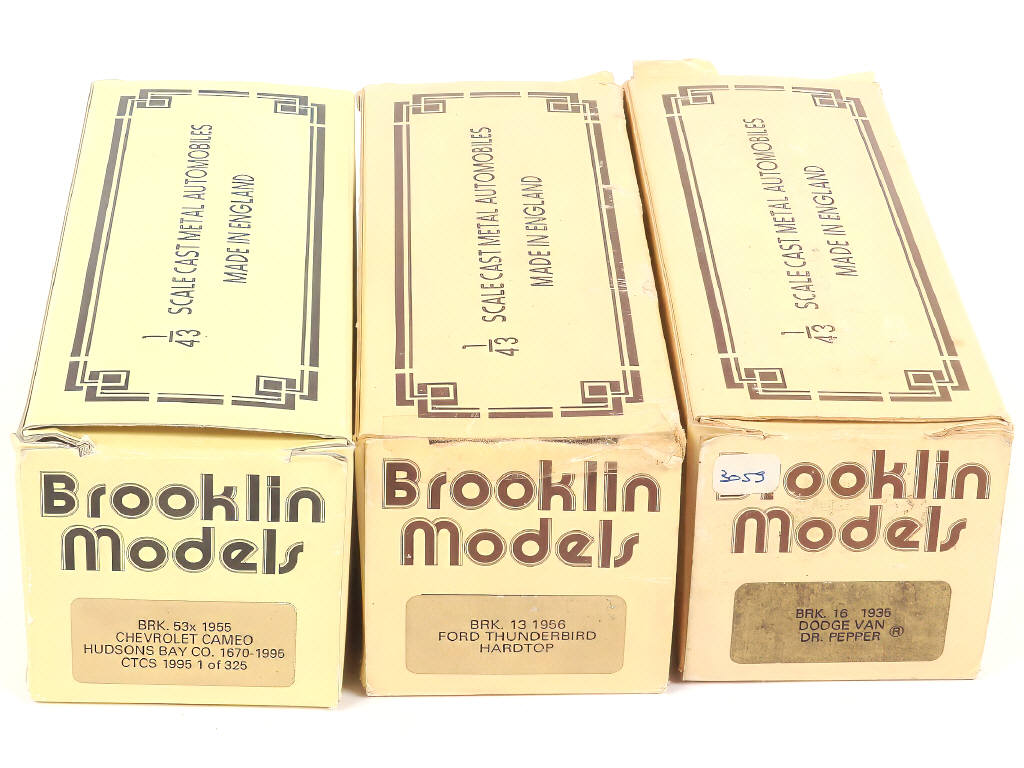 1/43 SCALE CAST METAL AUTOMOBILES
MADE IN ENGLAND
Brooklin
Models
BRK. 53x 1955
CHEVROLET CAMEO
HUDSONS BAY CO. 1670-1995
CTCS 1995 1 of 325
1/43 SCALE CAST METAL AUTOMOBILES
MADE IN ENGLAND
Brooklin
Models
BRK. 13 1956
FORD THUNDERBIRD
HARDTOP
1/43 SCALE CAST METAL AUTOMOBILES
MADE IN ENGLAND
3059
Brooklin
Models
BRK. 16 1935
DODGE VAN
DR. PEPPER ®